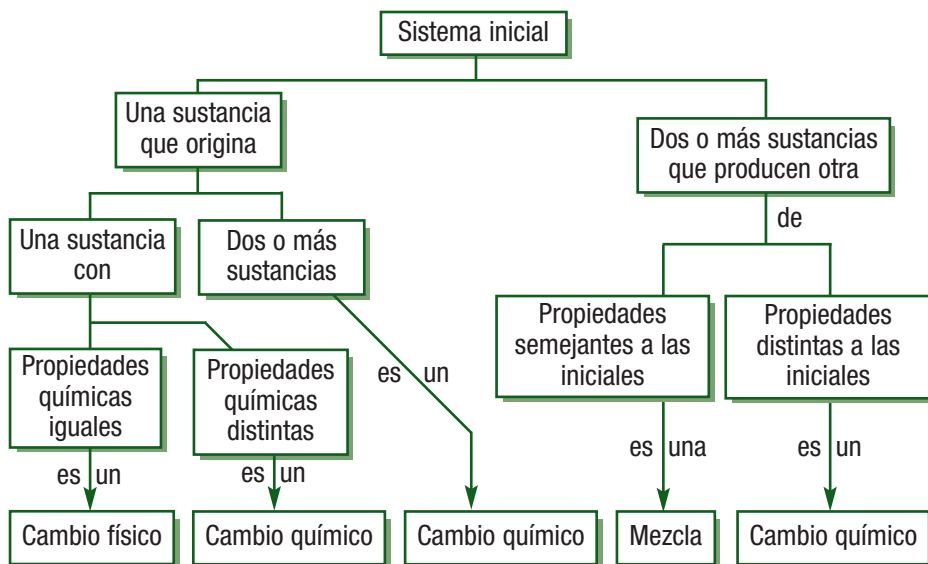 Sistema inicial
Una sustancia
que origina
Dos o más sustancias
que producen otra
de
Una sustancia
con
Dos o más
sustancias
Propiedades
semejantes a las
iniciales
Propiedades
distintas a las
iniciales
Propiedades
químicas
iguales
Propiedades
químicas
distintas
es un
es una
es un
es un
es un
Cambio físico
Cambio químico
Cambio químico
Mezcla
Cambio químico